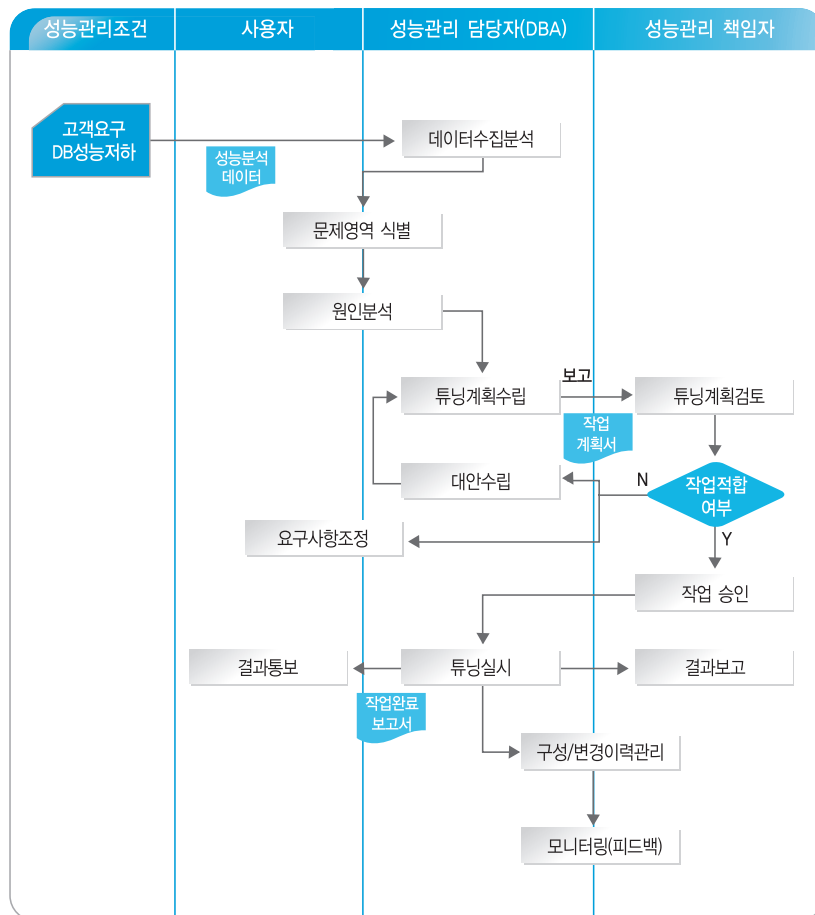 성능관리조건
사용자
성능관리 담당자(DBA)
성능관리 책임자
고객요구
DB성능저하
데이터수집분석
성능분석
데이터
문제영역 식별
원인분석
보고
튜닝계획수립
튜닝계획검토
작업
계획서
대안수립
N
작업적합
여부
요구사항조정
Y
작업 승인
결과통보
튜닝실시
결과보고
작업완료
보고서
구성/변경이력관리
모니터링(피드백)